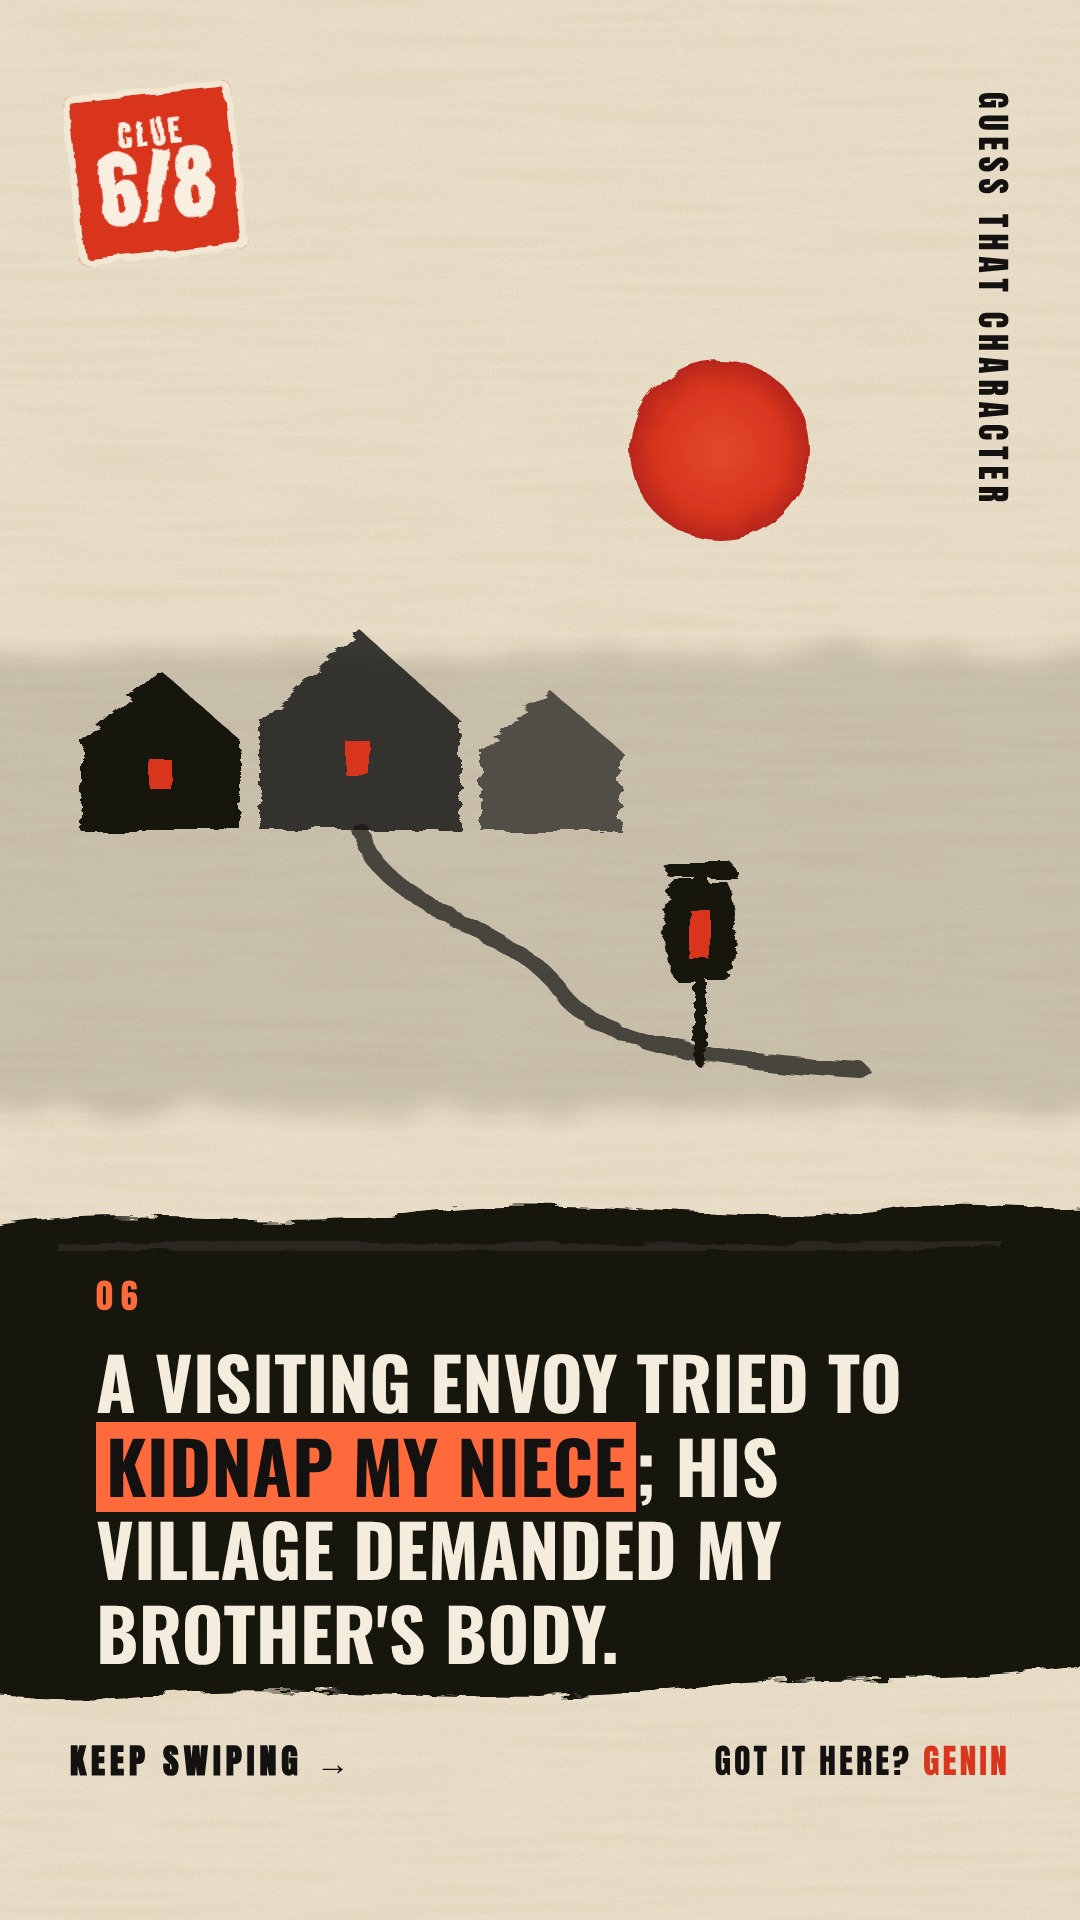 CLUE
6/8
GUESS THAT CHARACTER
06
A VISITING ENVOY TRIED TO
KIDNAP MY NIECE; HIS
VILLAGE DEMANDED MY
BROTHER'S BODY.
KEEP SWIPING →
GOT IT HERE? GENIN